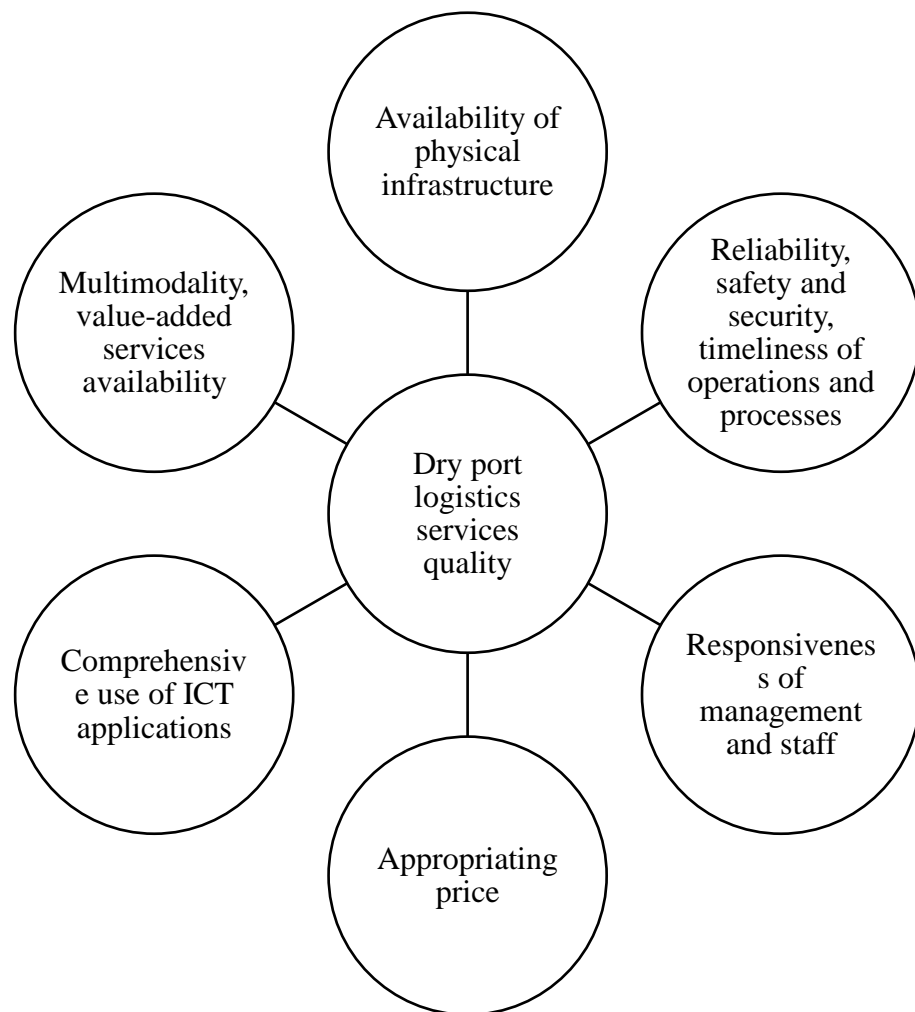 Availability of
physical
infrastructure
Multimodality,
value-added
services
availability
Reliability,
safety and
security,
timeliness of
operations and
processes
Dry port
logistics
services
quality
Comprehensiv
e use of ICT
applications
Responsivenes
s of
management
and staff
Appropriating
price